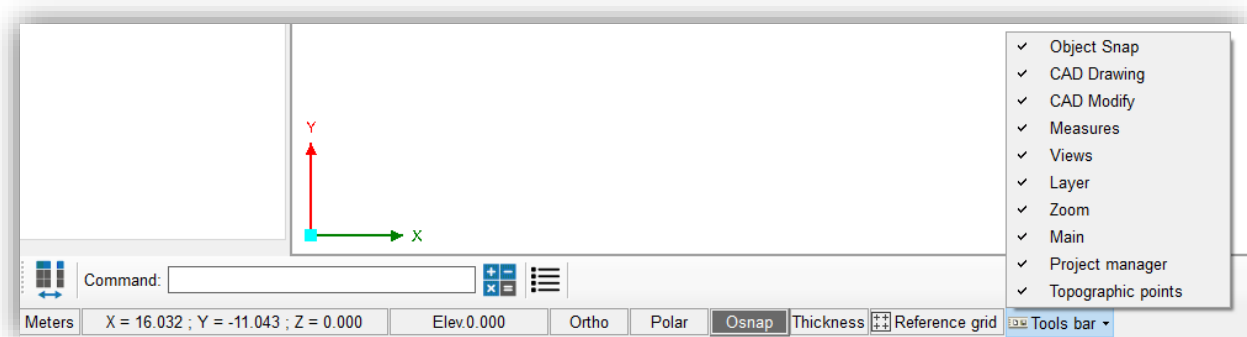 Object Snap
CAD Drawing
CAD Modify
Measures
Views
Layer
Zoom
Main
Project manager
Topographic points
Y
X
Command:
Meters X = 16.032 ; Y = -11.043 ; Z = 0.000 Elev.0.000 Ortho Polar Osnap Thickness Reference grid Tools bar